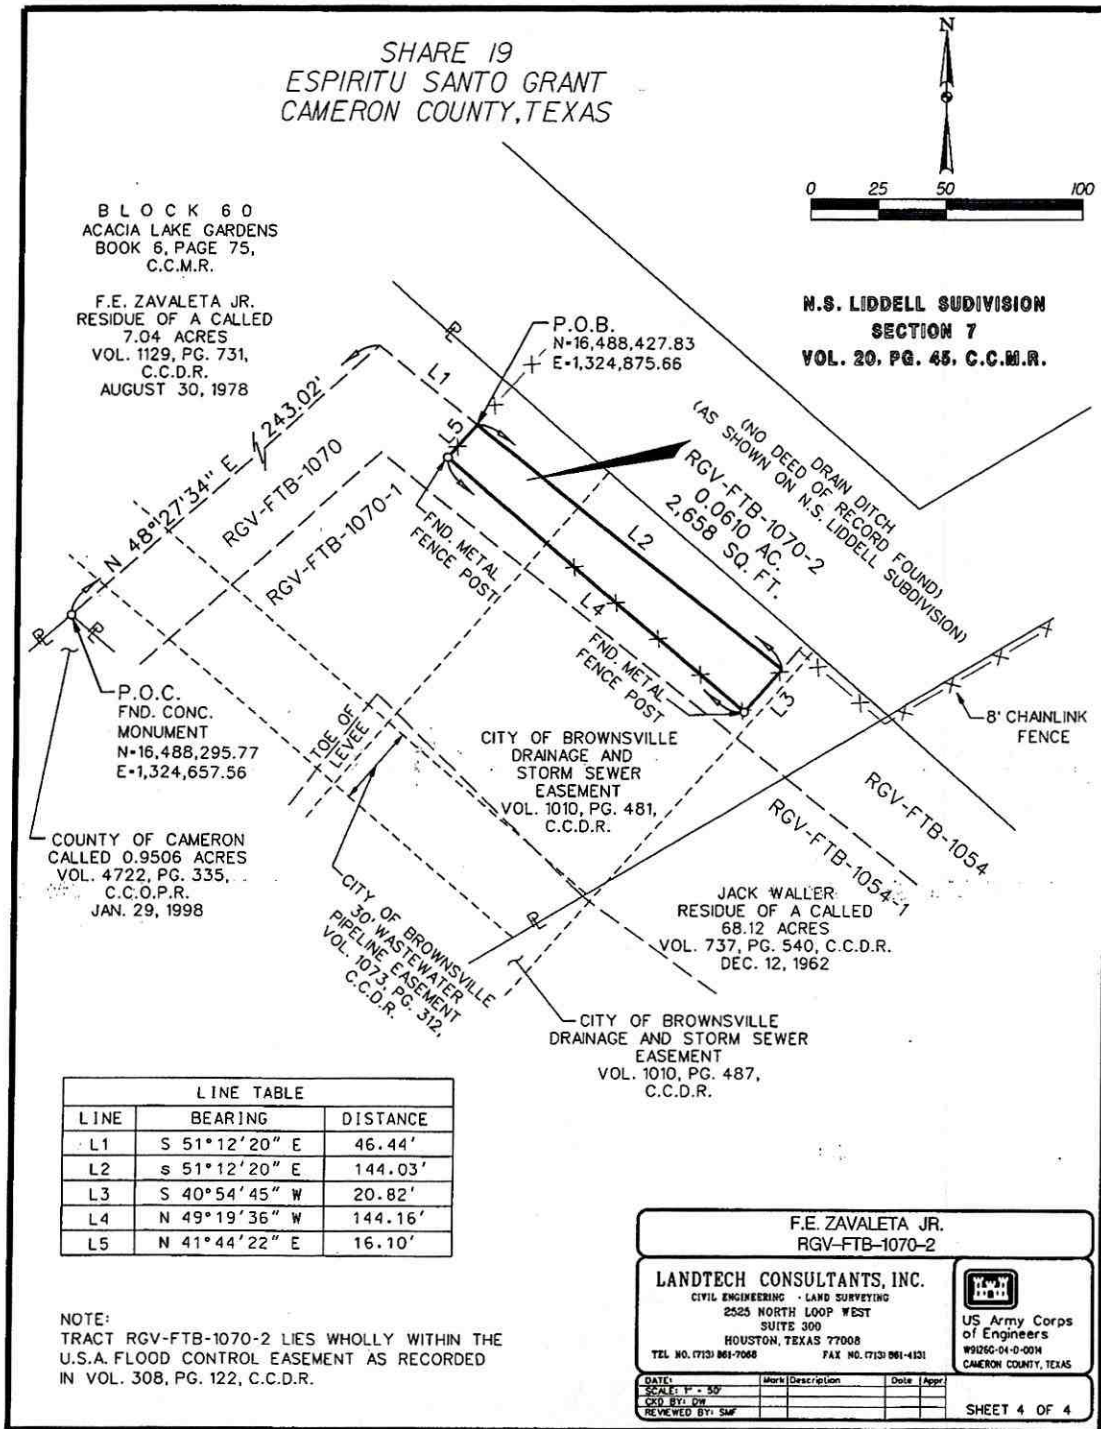 SHARE 19
ESPIRITU SANTO GRANT
CAMERON COUNTY, TEXAS
N
0 25 50 100
BLOCK 60
ACACIA LAKE GARDENS
BOOK 6, PAGE 75,
C.C.M.R.
F.E. ZAVALETA JR.
RESIDUE OF A CALLED
7.04 ACRES
VOL. 1129, PG. 731,
C.C.D.R.
AUGUST 30, 1978
N.S. LIDDELL SUDIVISION
SECTION 7
VOL. 20, PG. 45, C.C.M.R.
P.O.B.
N=16,488,427.83
E=1,324,875.66
L1
L5
N 48°27'34" E 243.02'
RGV-FTB-1070
RGV-FTB-1070-1
FND. METAL
FENCE POST
L2
L4
FND. METAL
FENCE POST
L3
RGV-FTB-1070-2
0.0610 AC.
2,658 SQ. FT.
DRAIN DITCH
(NO DEED OF RECORD FOUND)
(AS SHOWN ON N.S. LIDDELL SUBDIVISION)
8' CHAINLINK
FENCE
P.O.C.
FND. CONC.
MONUMENT
N=16,488,295.77
E=1,324,657.56
TOE OF
LEVEE
CITY OF BROWNSVILLE
DRAINAGE AND
STORM SEWER
EASEMENT
VOL. 1010, PG. 481,
C.C.D.R.
RGV-FTB-1054
RGV-FTB-1054-1
COUNTY OF CAMERON
CALLED 0.9506 ACRES
VOL. 4722, PG. 335,
C.C.O.P.R.
JAN. 29, 1998
CITY OF BROWNSVILLE
30' WASTEWATER
PIPELINE EASEMENT
VOL. 1073, PG. 312,
C.C.D.R.
JACK WALLER
RESIDUE OF A CALLED
68.12 ACRES
VOL. 737, PG. 540, C.C.D.R.
DEC. 12, 1962
CITY OF BROWNSVILLE
DRAINAGE AND STORM SEWER
EASEMENT
VOL. 1010, PG. 487,
C.C.D.R.
LINE TABLE
LINE BEARING DISTANCE
L1 S 51°12'20" E 46.44'
L2 s 51°12'20" E 144.03'
L3 S 40°54'45" W 20.82'
L4 N 49°19'36" W 144.16'
L5 N 41°44'22" E 16.10'
NOTE:
TRACT RGV-FTB-1070-2 LIES WHOLLY WITHIN THE
U.S.A. FLOOD CONTROL EASEMENT AS RECORDED
IN VOL. 308, PG. 122, C.C.D.R.
F.E. ZAVALETA JR.
RGV-FTB-1070-2
LANDTECH CONSULTANTS, INC.
CIVIL ENGINEERING · LAND SURVEYING
2525 NORTH LOOP WEST
SUITE 300
HOUSTON, TEXAS 77008
TEL NO. (713) 861-7068 FAX NO. (713) 861-4131
US Army Corps
of Engineers
W9126G-04-D-0014
CAMERON COUNTY, TEXAS
DATE: Mark Description Date Appr.
SCALE: 1" = 50'
CKD BY: DW
REVIEWED BY: SMF
SHEET 4 OF 4